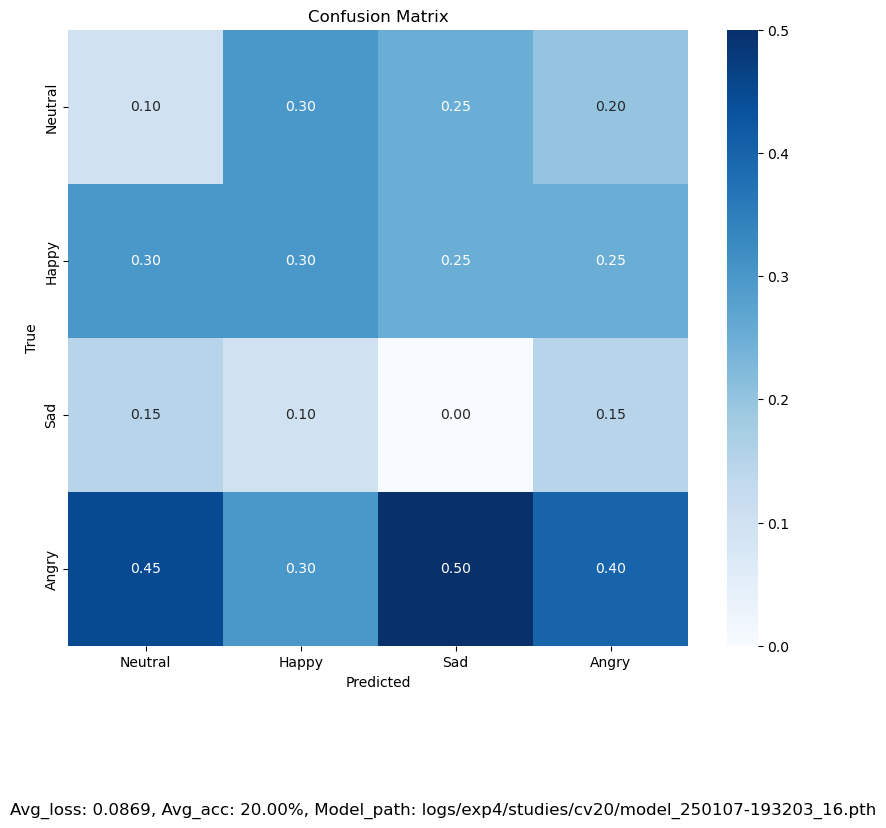 Confusion Matrix
Neutral 0.10 0.30 0.25 0.20
Happy 0.30 0.30 0.25 0.25
Sad 0.15 0.10 0.00 0.15
Angry 0.45 0.30 0.50 0.40
True
Neutral Happy Sad Angry
Predicted
0.5
0.4
0.3
0.2
0.1
0.0
Avg_loss: 0.0869, Avg_acc: 20.00%, Model_path: logs/exp4/studies/cv20/model_250107-193203_16.pth